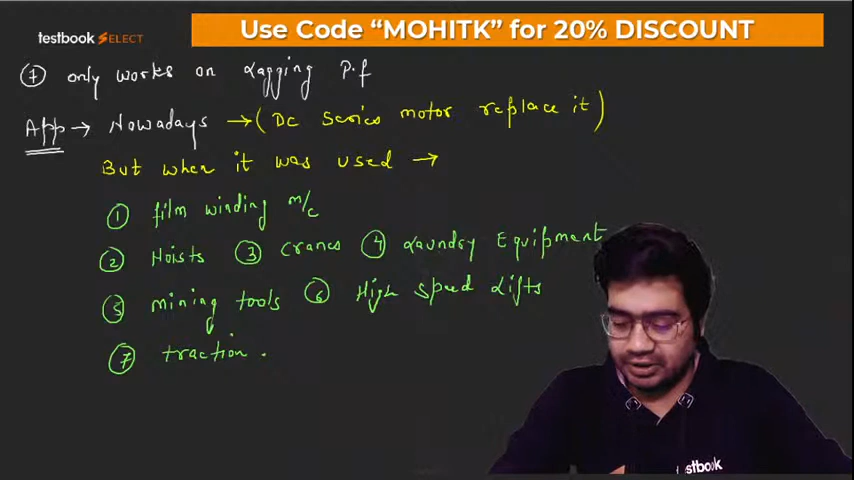 Use Code “MOHITK” for 20% DISCOUNT
testbook SELECT
⑦ only works on Lagging P.f
App → Nowadays → (DC Series motor replace it)
But when it was used →
① film winding m/c
② Hoists ③ Cranes ④ Laundry Equipment
⑤ mining tools ⑥ High speed Lifts
⑦ traction .
stbook